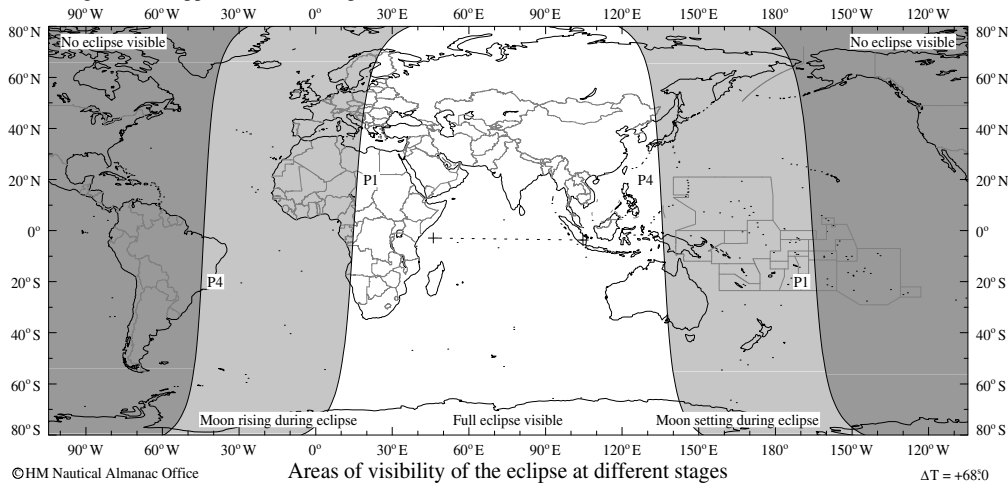 90° W 60° W 30° W 0° 30° E 60° E 90° E 120° E 150° E 180° E 150° W 120° W
80° N No eclipse visible No eclipse visible 80° N
60° N 60° N
40° N 40° N
20° N P1 P4 20° N
0° 0°
20° S P4 P1 20° S
40° S 40° S
60° S 60° S
80° S Moon rising during eclipse Full eclipse visible Moon setting during eclipse 80° S
90° W 60° W 30° W 0° 30° E 60° E 90° E 120° E 150° E 180° E 150° W 120° W
©HM Nautical Almanac Office Areas of visibility of the eclipse at different stages ΔT = +68.0